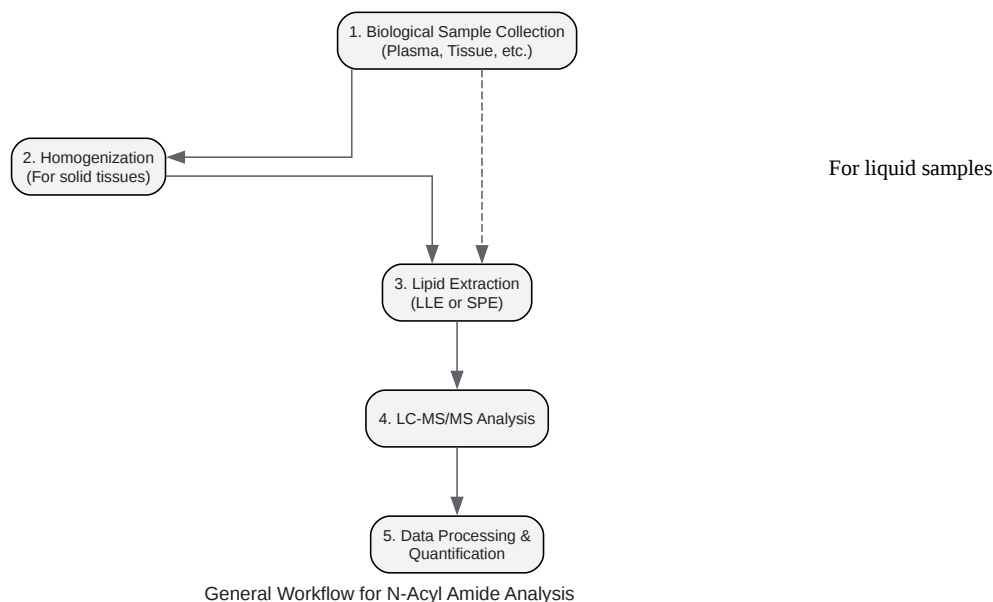 1. Biological Sample Collection
(Plasma, Tissue, etc.)
2. Homogenization
(For solid tissues)
For liquid samples
3. Lipid Extraction
(LLE or SPE)
4. LC-MS/MS Analysis
5. Data Processing &
Quantification
General Workflow for N-Acyl Amide Analysis